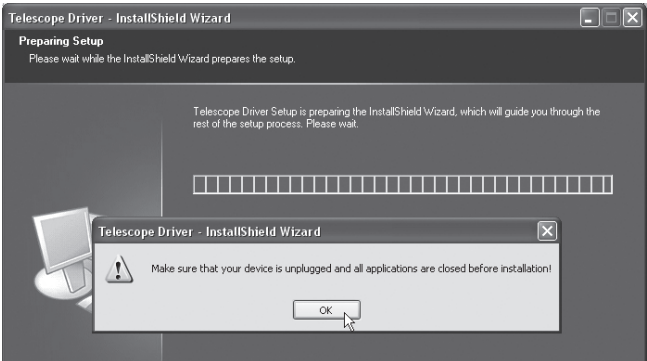 Telescope Driver - InstallShield Wizard
Preparing Setup
Please wait while the InstallShield Wizard prepares the setup.
Telescope Driver Setup is preparing the InstallShield Wizard, which will guide you through the
rest of the setup process. Please wait.
Telescope Driver - InstallShield Wizard
Make sure that your device is unplugged and all applications are closed before installation!
OK